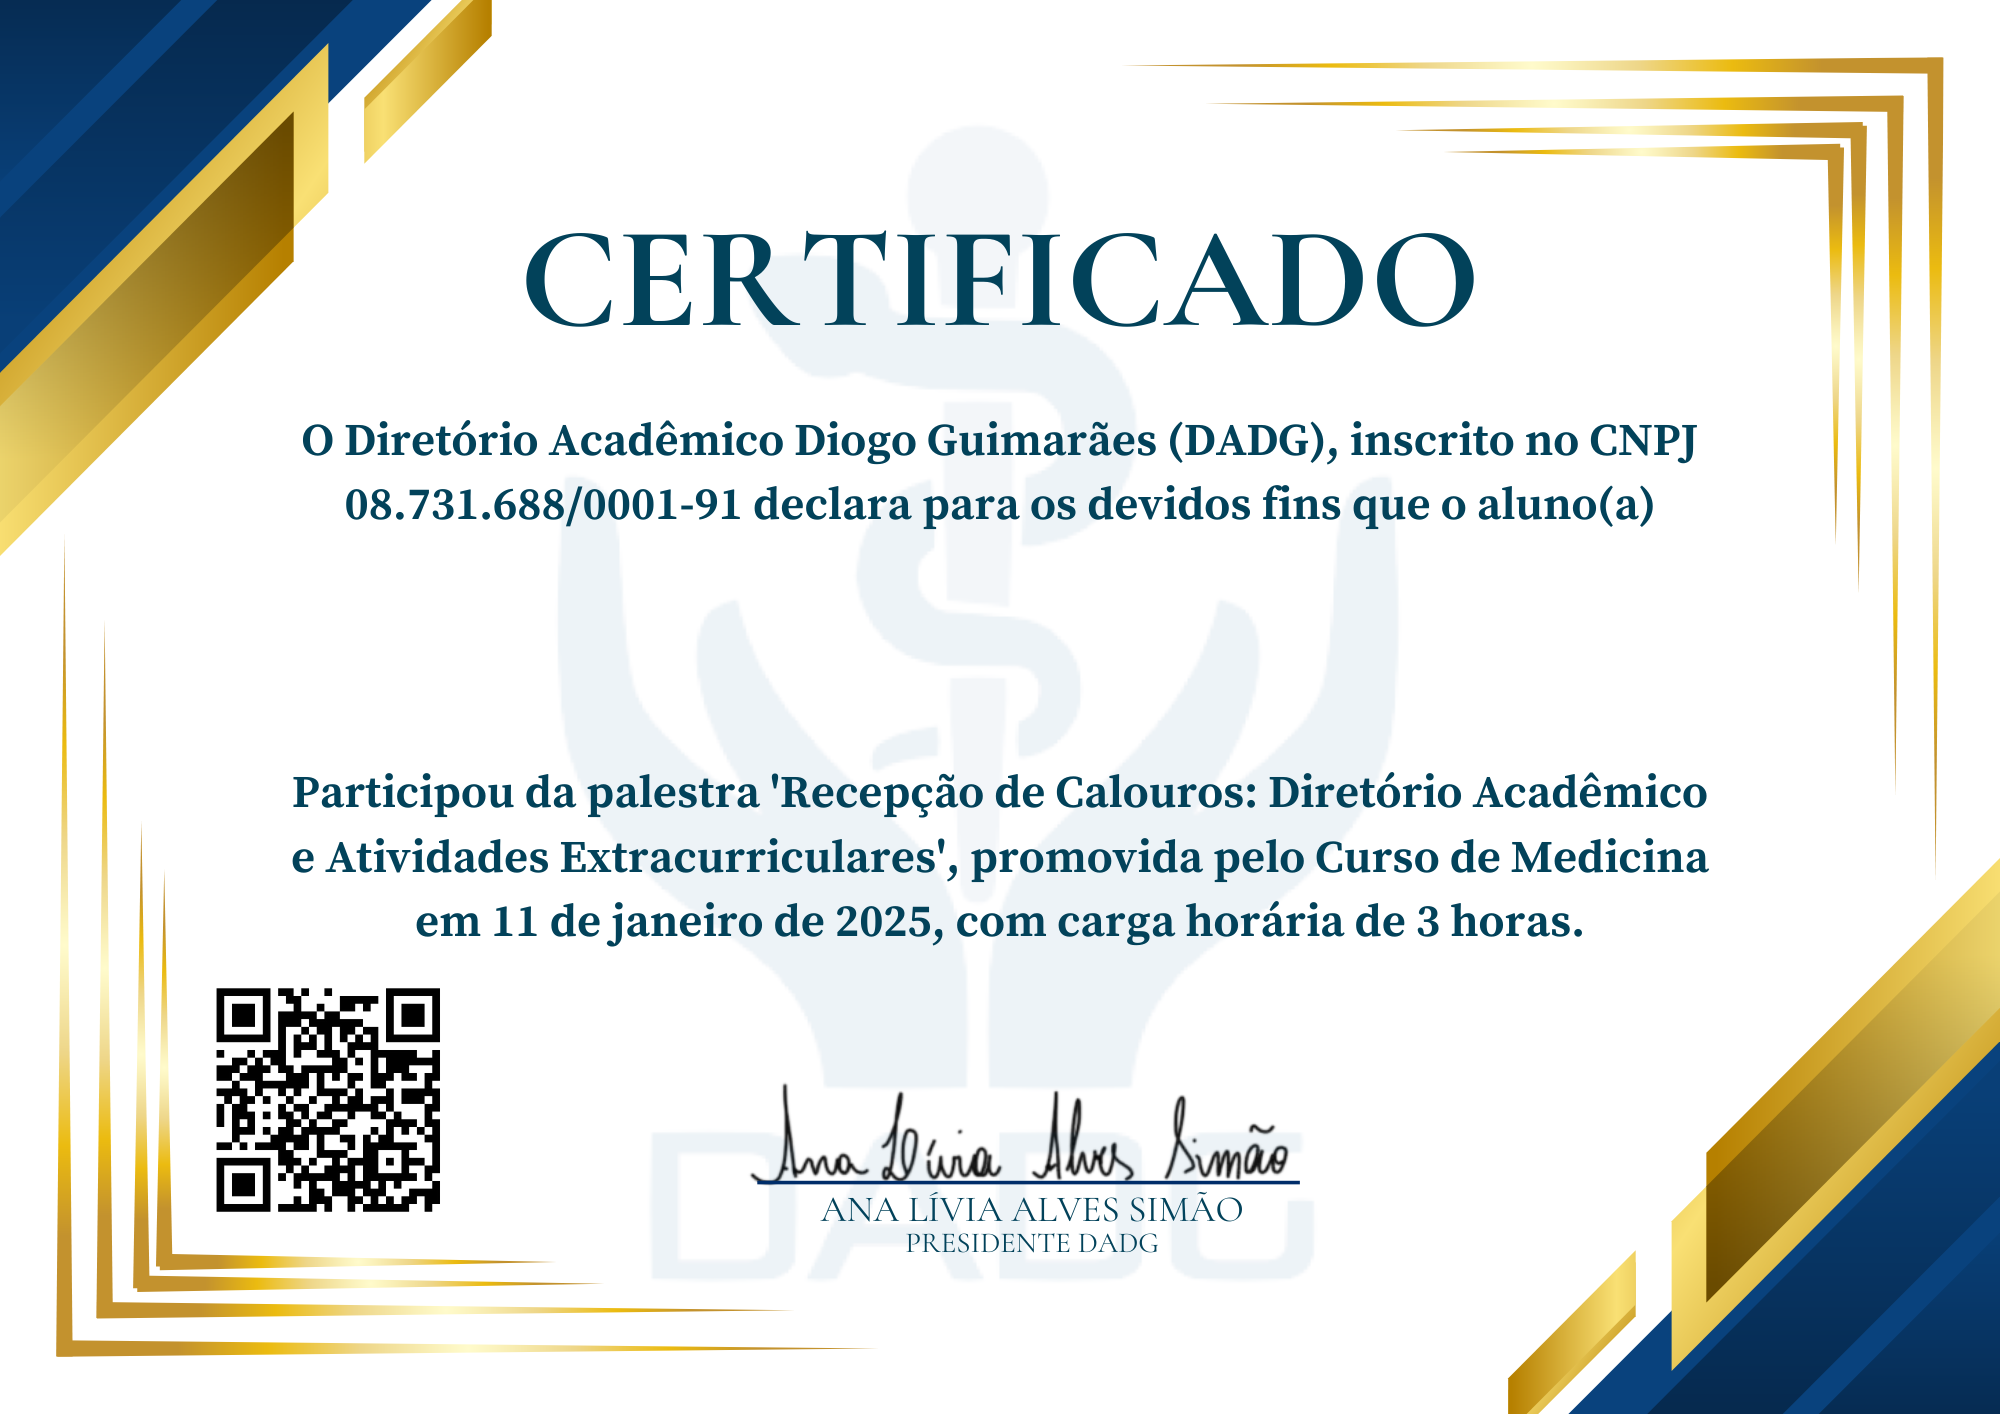 CERTIFICADO
O Diretório Acadêmico Diogo Guimarães (DADG), inscrito no CNPJ
08.731.688/0001-91 declara para os devidos fins que o aluno(a)
Participou da palestra 'Recepção de Calouros: Diretório Acadêmico
e Atividades Extracurriculares', promovida pelo Curso de Medicina
em 11 de janeiro de 2025, com carga horária de 3 horas.
Ana Lívia Alves Simão
ANA LÍVIA ALVES SIMÃO
PRESIDENTE DADG
DADG